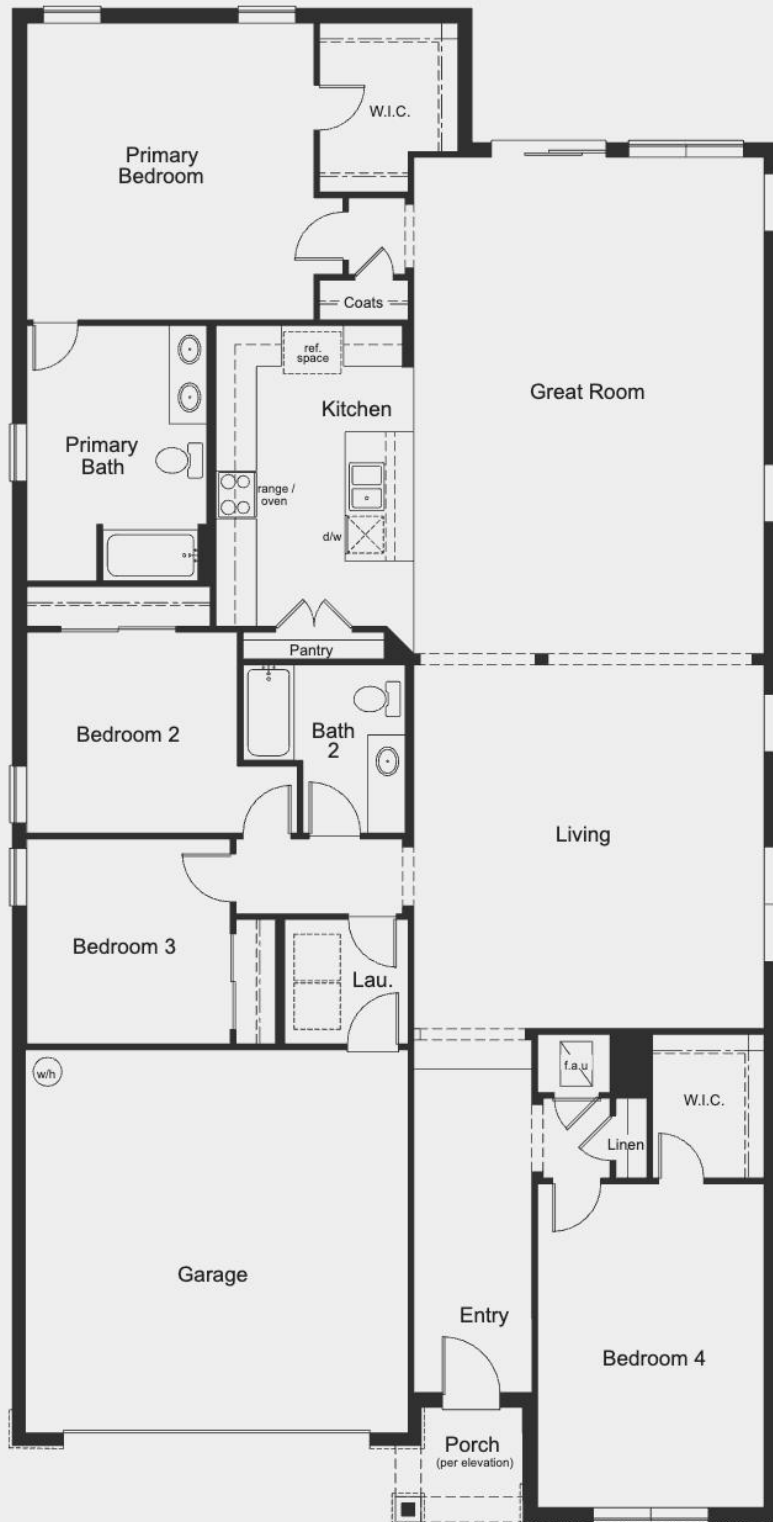 W.I.C.
Primary
Bedroom
Coats
ref.
space
Great Room
Kitchen
Primary
Bath
range /
oven
d/w
Pantry
Bedroom 2
Bath
2
Living
Bedroom 3
Lau.
w/h
f.a.u
W.I.C.
Linen
Garage
Entry
Bedroom 4
Porch
(per elevation)